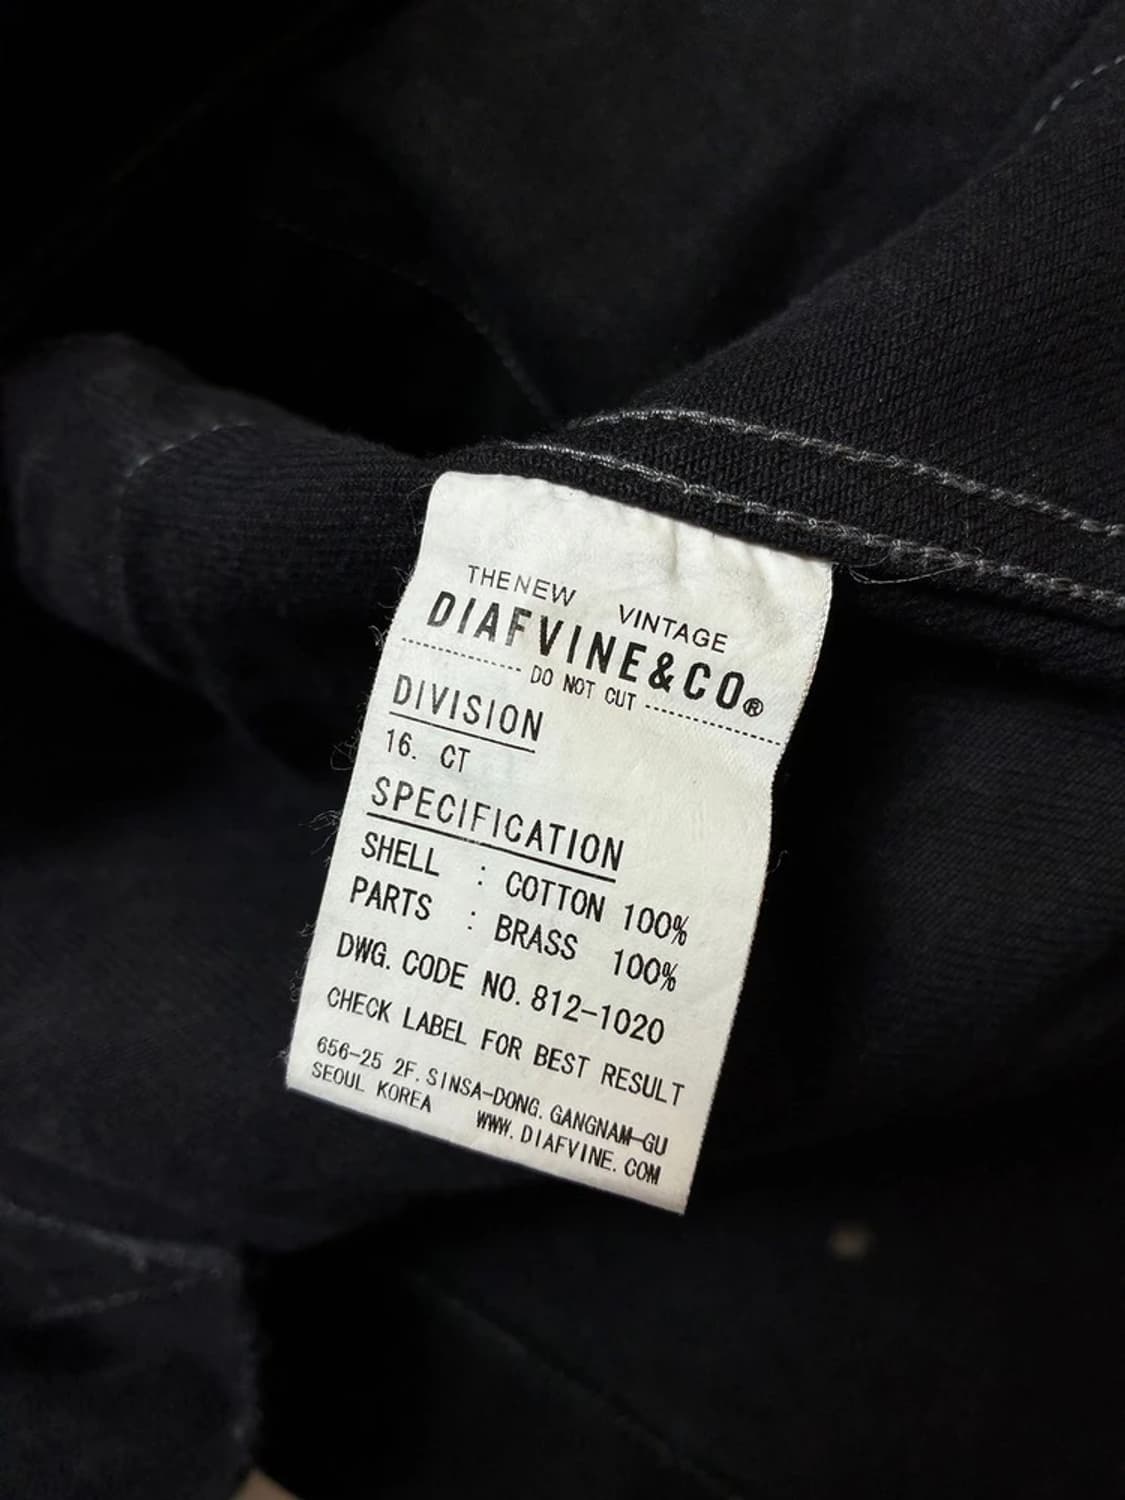 THE NEW VINTAGE
DIAFVINE&CO®
DO NOT CUT
DIVISION
16. CT
SPECIFICATION
SHELL : COTTON 100%
PARTS : BRASS 100%
DWG. CODE NO. 812-1020
CHECK LABEL FOR BEST RESULT
656-25 2F. SINSA-DONG. GANGNAM-GU
SEOUL KOREA WWW. DIAFVINE. COM